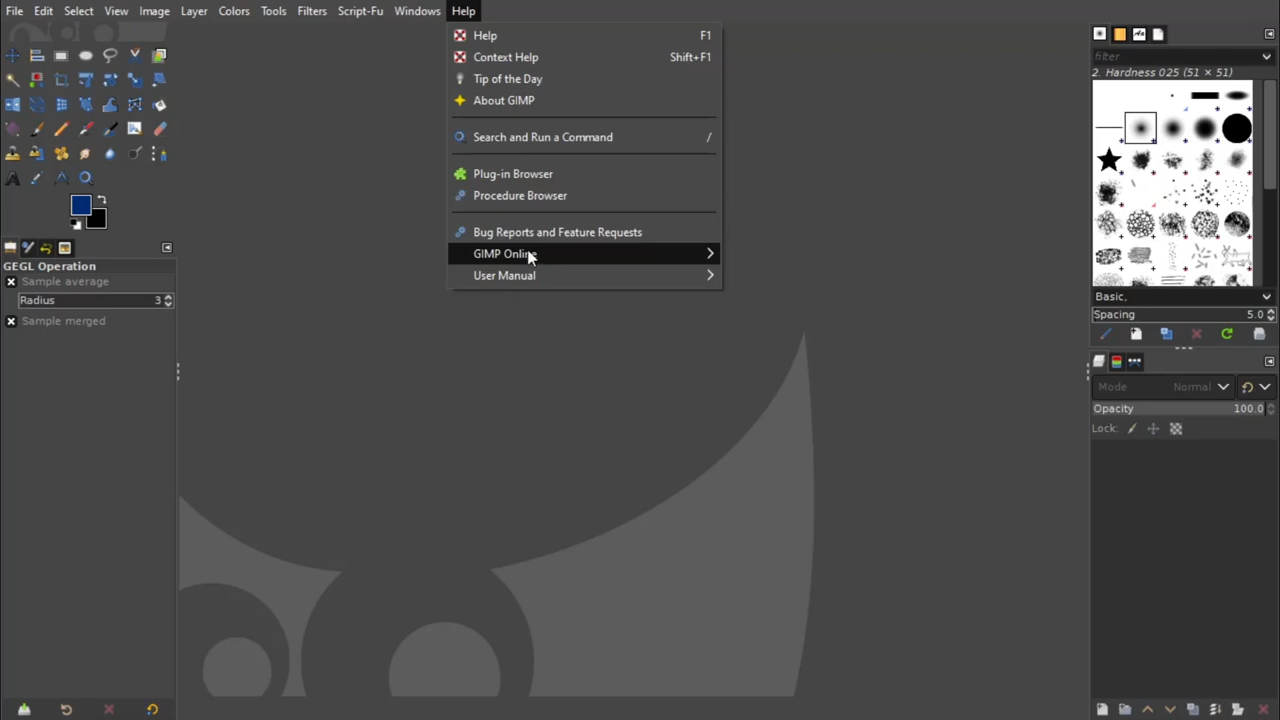 File Edit Select View Image Layer Colors Tools Filters Script-Fu Windows Help
Help F1
Context Help Shift+F1
Tip of the Day
About GIMP
Search and Run a Command /
Plug-in Browser
Procedure Browser
Bug Reports and Feature Requests
GIMP Online
User Manual
GEGL Operation
Sample average
Radius 3
Sample merged
filter
2. Hardness 025 (51 × 51)
Basic,
Spacing 5.0
Mode Normal
Opacity 100.0
Lock: